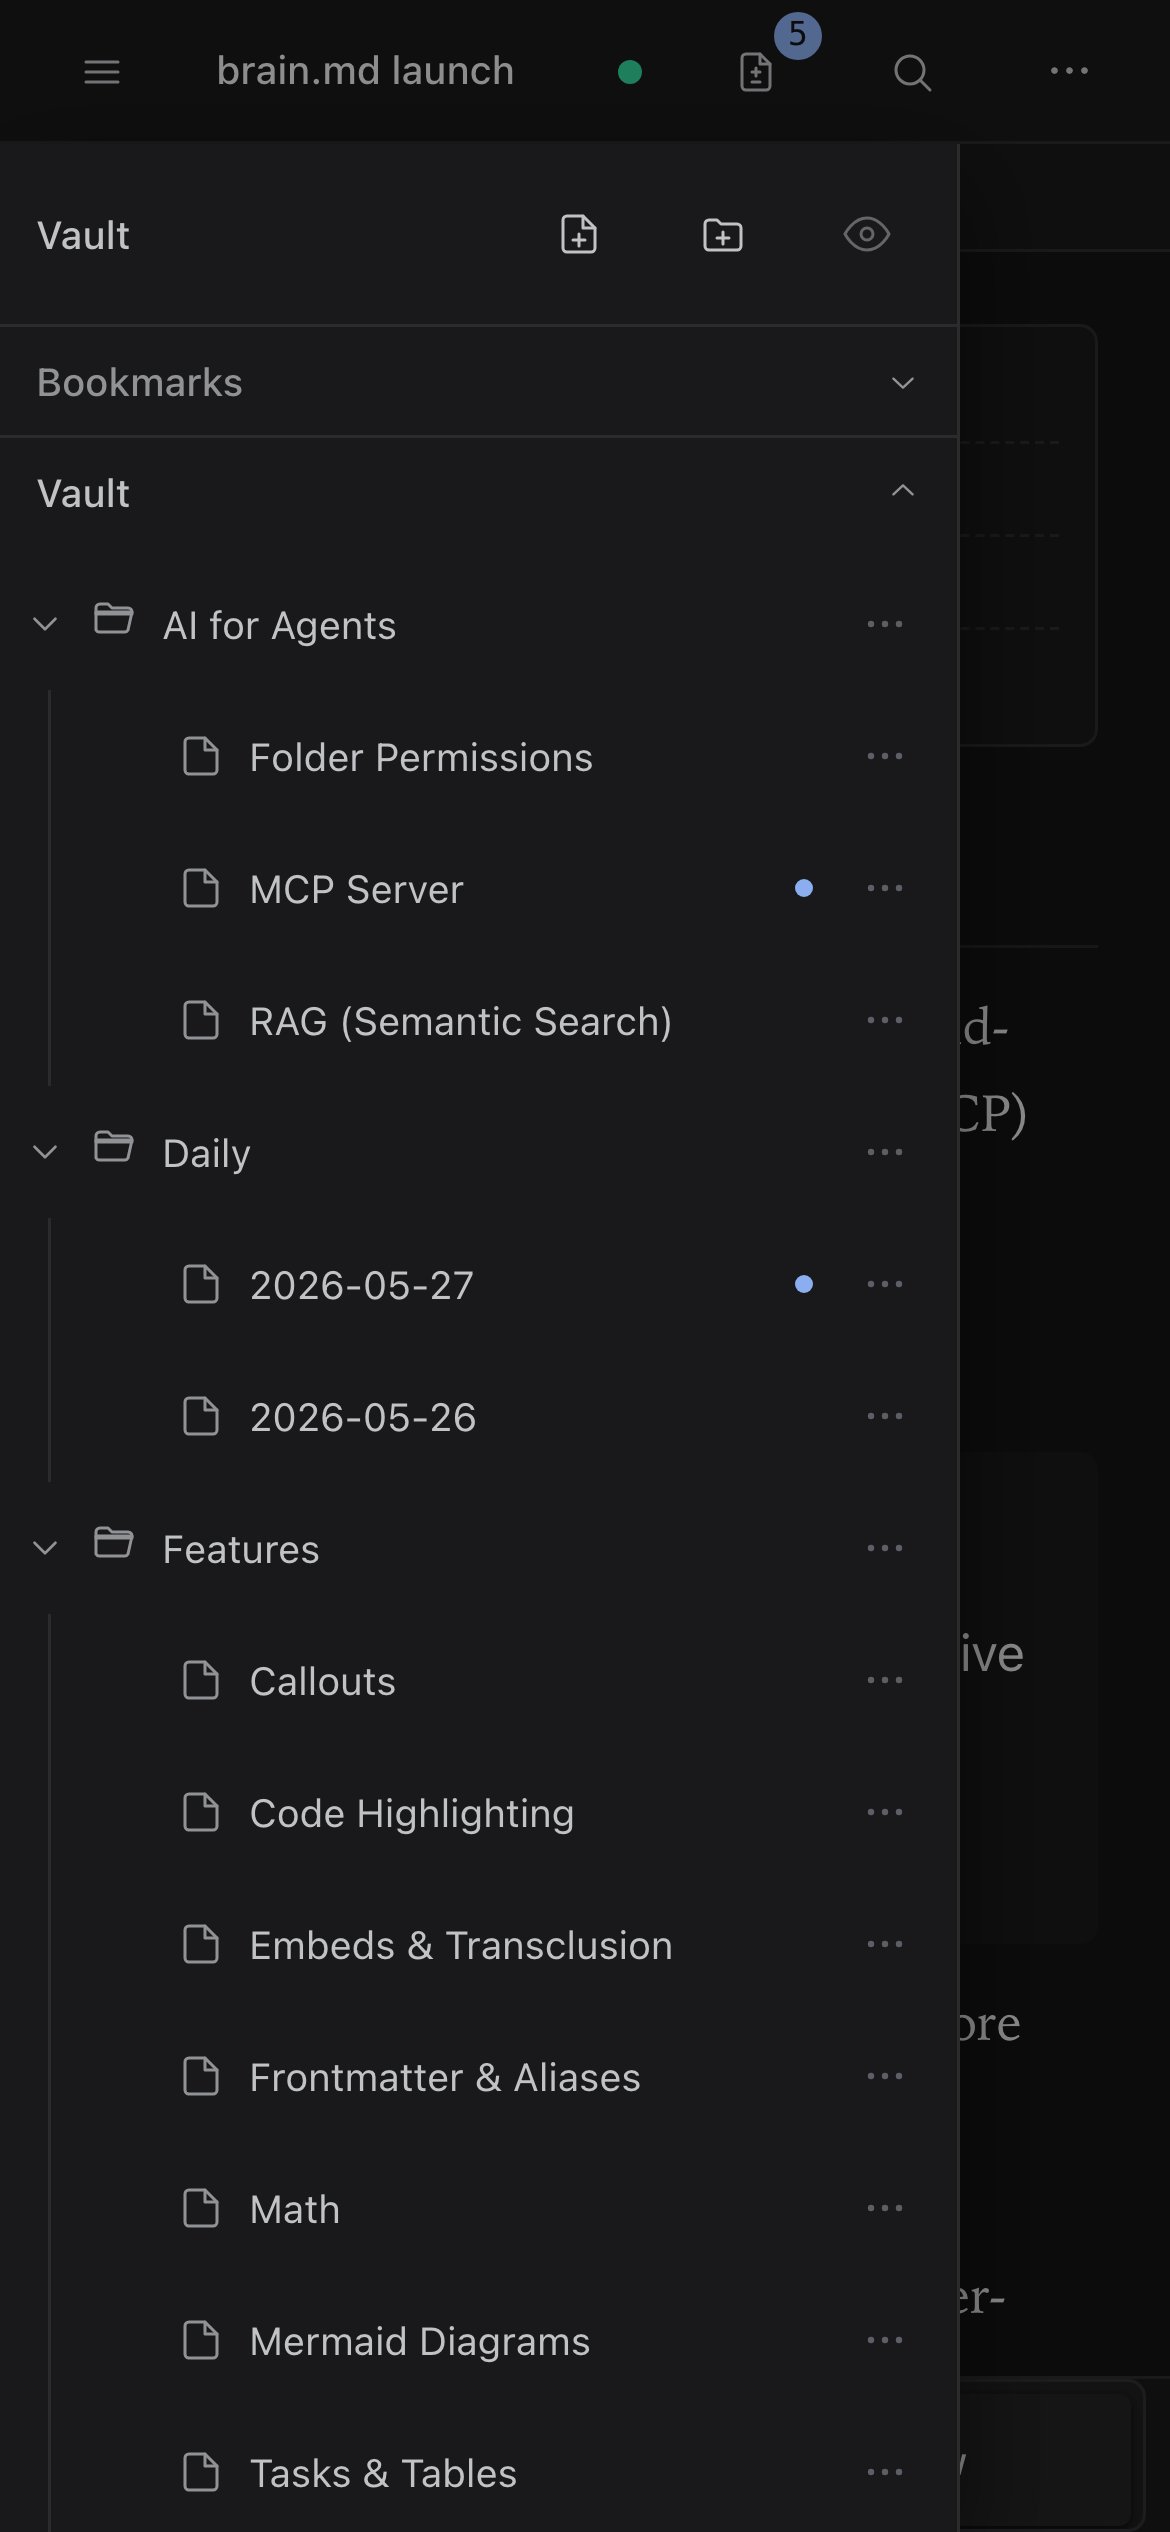 brain.md launch
5
Vault
Bookmarks
Vault
AI for Agents
Folder Permissions
MCP Server
RAG (Semantic Search)
Daily
2026-05-27
2026-05-26
Features
Callouts
Code Highlighting
Embeds & Transclusion
Frontmatter & Aliases
Math
Mermaid Diagrams
Tasks & Tables